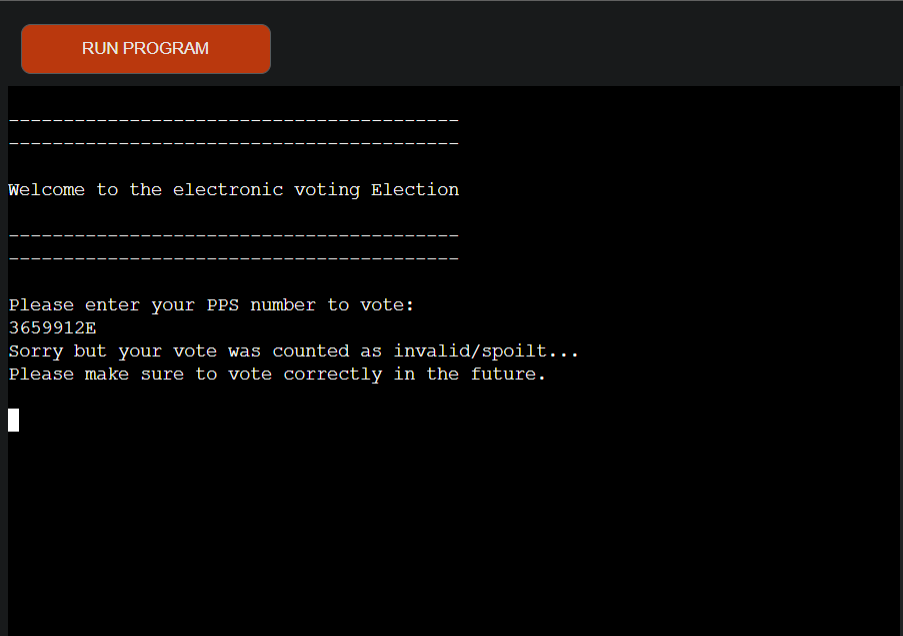 RUN PROGRAM
-----------------------------------------
-----------------------------------------
Welcome to the electronic voting Election
-----------------------------------------
-----------------------------------------
Please enter your PPS number to vote:
3659912E
Sorry but your vote was counted as invalid/spoilt...
Please make sure to vote correctly in the future.